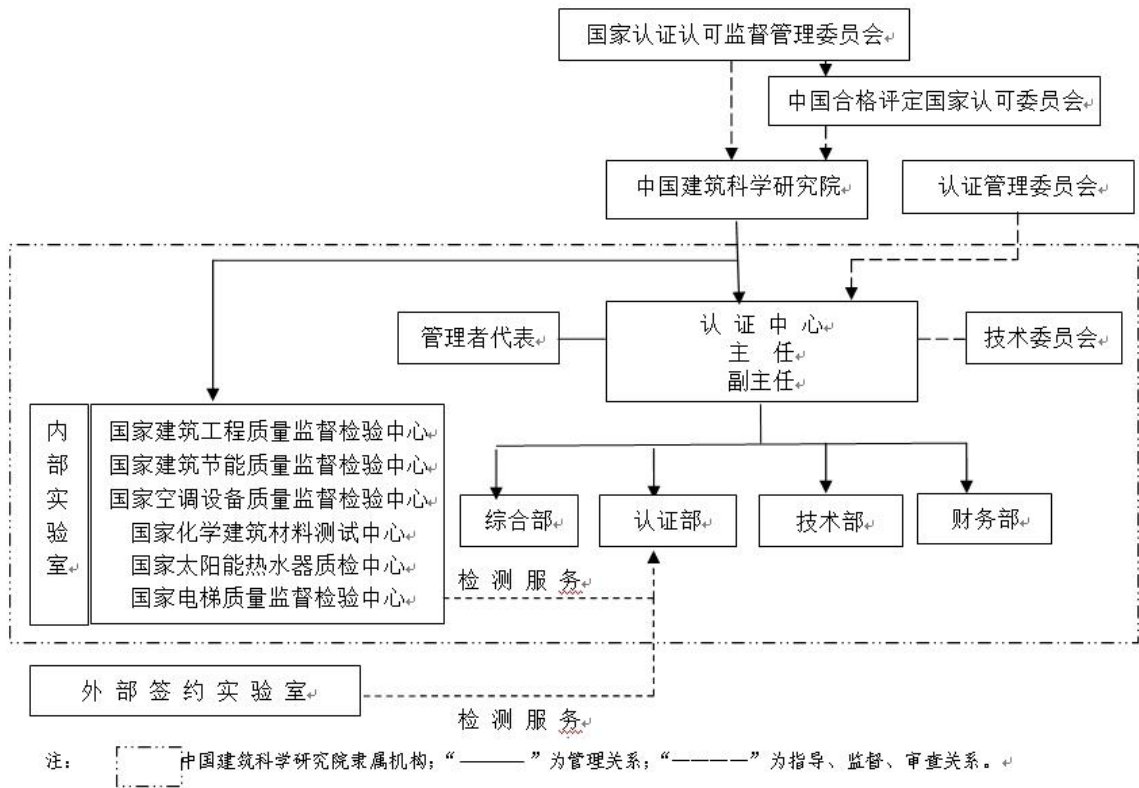 国家认证认可监督管理委员会
中国合格评定国家认可委员会
中国建筑科学研究院
认证管理委员会
管理者代表
认 证 中 心
主 任
副主任
技术委员会
内部实验室
国家建筑工程质量监督检验中心
国家建筑节能质量监督检验中心
国家空调设备质量监督检验中心
国家化学建筑材料测试中心
国家太阳能热水器质检中心
国家电梯质量监督检验中心
综合部
认证部
技术部
财务部
检 测 服 务
外 部 签 约 实 验 室
检 测 服 务
注: 中国建筑科学研究院隶属机构;“———”为管理关系;“————”为指导、监督、审查关系。